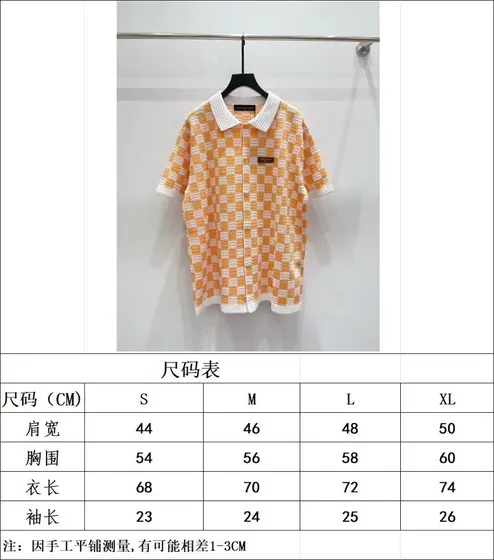 尺码表
尺码（CM) S M L XL
肩宽 44 46 48 50
胸围 54 56 58 60
衣长 68 70 72 74
袖长 23 24 25 26
注：因手工平铺测量,有可能相差1-3CM